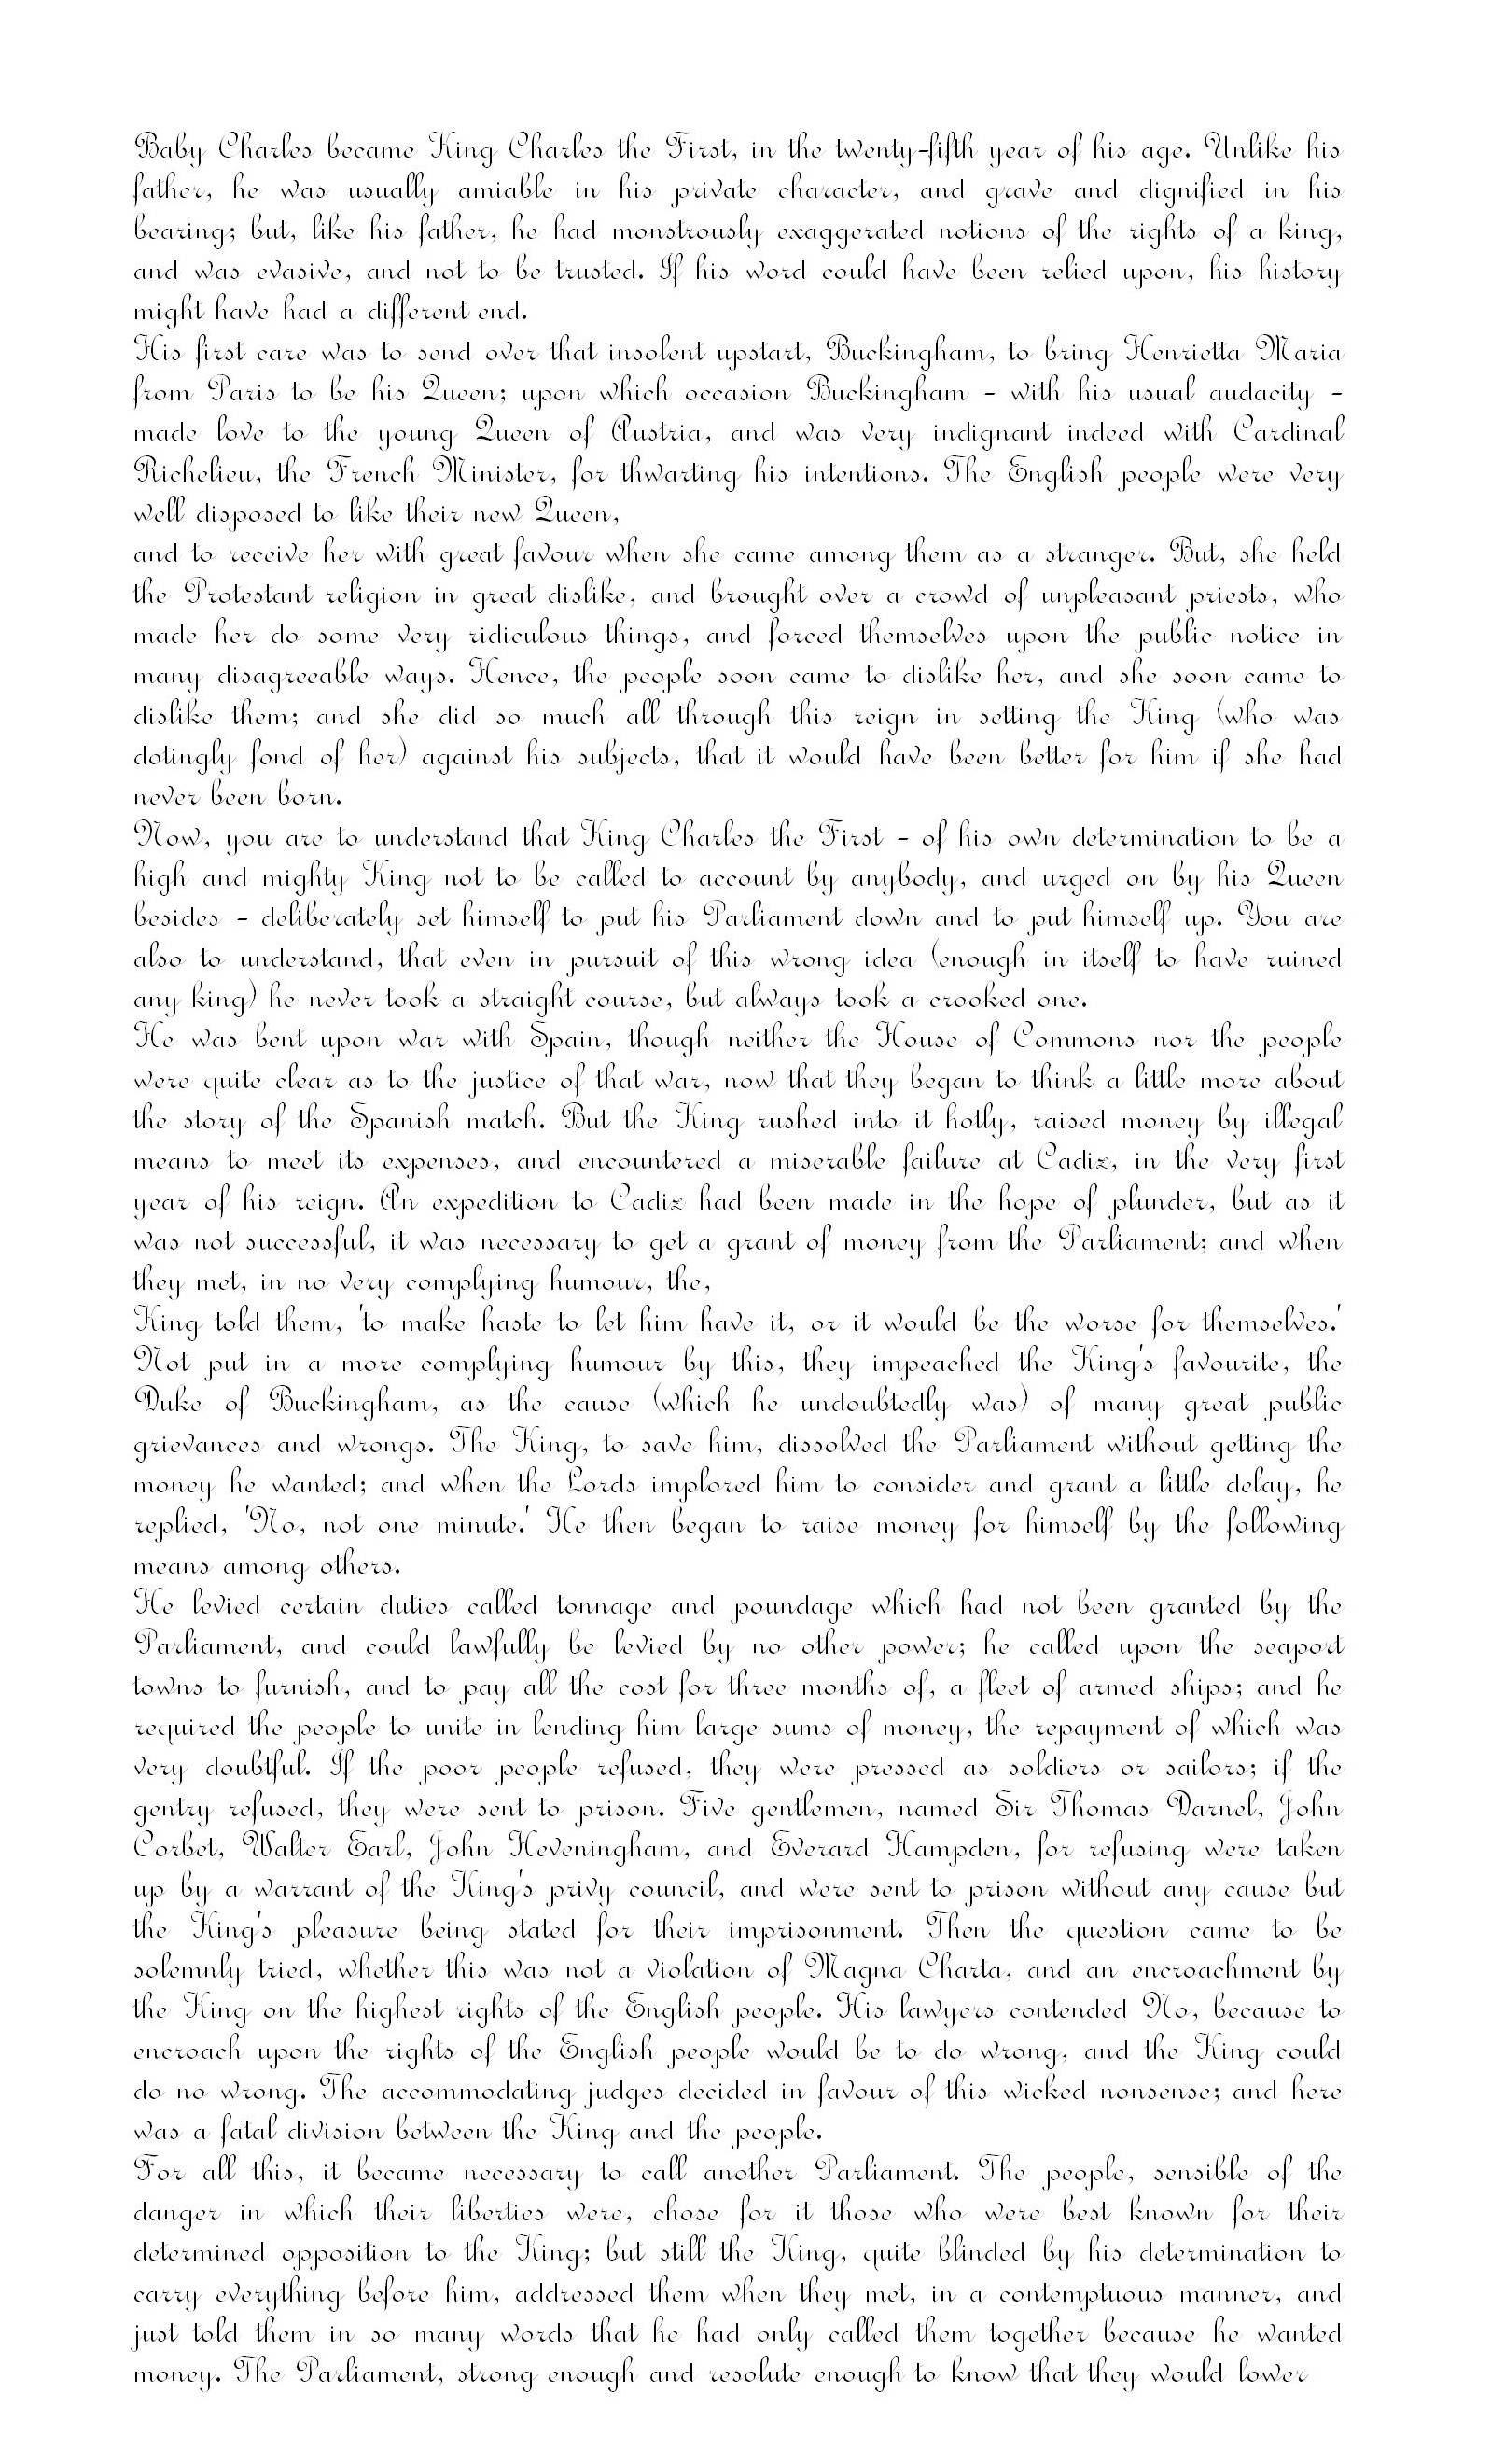 Baby Charles became King Charles the First, in the twenty-fifth year of his age. Unlike his
father, he was usually amiable in his private character, and grave and dignified in his
bearing; but, like his father, he had monstrously exaggerated notions of the rights of a king,
and was evasive, and not to be trusted. If his word could have been relied upon, his history
might have had a different end.
His first care was to send over that insolent upstart, Buckingham, to bring Henrietta Maria
from Paris to be his Queen; upon which occasion Buckingham - with his usual audacity -
made love to the young Queen of Austria, and was very indignant indeed with Cardinal
Richelieu, the French Minister, for thwarting his intentions. The English people were very
well disposed to like their new Queen,
and to receive her with great favour when she came among them as a stranger. But, she held
the Protestant religion in great dislike, and brought over a crowd of unpleasant priests, who
made her do some very ridiculous things, and forced themselves upon the public notice in
many disagreeable ways. Hence, the people soon came to dislike her, and she soon came to
dislike them; and she did so much all through this reign in setting the King (who was
dotingly fond of her) against his subjects, that it would have been better for him if she had
never been born.
Now, you are to understand that King Charles the First - of his own determination to be a
high and mighty King not to be called to account by anybody, and urged on by his Queen
besides - deliberately set himself to put his Parliament down and to put himself up. You are
also to understand, that even in pursuit of this wrong idea (enough in itself to have ruined
any king) he never took a straight course, but always took a crooked one.
He was bent upon war with Spain, though neither the House of Commons nor the people
were quite clear as to the justice of that war, now that they began to think a little more about
the story of the Spanish match. But the King rushed into it hotly, raised money by illegal
means to meet its expenses, and encountered a miserable failure at Cadiz, in the very first
year of his reign. An expedition to Cadiz had been made in the hope of plunder, but as it
was not successful, it was necessary to get a grant of money from the Parliament; and when
they met, in no very complying humour, the,
King told them, 'to make haste to let him have it, or it would be the worse for themselves.'
Not put in a more complying humour by this, they impeached the King's favourite, the
Duke of Buckingham, as the cause (which he undoubtedly was) of many great public
grievances and wrongs. The King, to save him, dissolved the Parliament without getting the
money he wanted; and when the Lords implored him to consider and grant a little delay, he
replied, 'No, not one minute.' He then began to raise money for himself by the following
means among others.
He levied certain duties called tonnage and poundage which had not been granted by the
Parliament, and could lawfully be levied by no other power; he called upon the seaport
towns to furnish, and to pay all the cost for three months of, a fleet of armed ships; and he
required the people to unite in lending him large sums of money, the repayment of which was
very doubtful. If the poor people refused, they were pressed as soldiers or sailors; if the
gentry refused, they were sent to prison. Five gentlemen, named Sir Thomas Darnel, John
Corbet, Walter Earl, John Heveningham, and Everard Hampden, for refusing were taken
up by a warrant of the King's privy council, and were sent to prison without any cause but
the King's pleasure being stated for their imprisonment. Then the question came to be
solemnly tried, whether this was not a violation of Magna Charta, and an encroachment by
the King on the highest rights of the English people. His lawyers contended No, because to
encroach upon the rights of the English people would be to do wrong, and the King could
do no wrong. The accommodating judges decided in favour of this wicked nonsense; and here
was a fatal division between the King and the people.
For all this, it became necessary to call another Parliament. The people, sensible of the
danger in which their liberties were, chose for it those who were best known for their
determined opposition to the King; but still the King, quite blinded by his determination to
carry everything before him, addressed them when they met, in a contemptuous manner, and
just told them in so many words that he had only called them together because he wanted
money. The Parliament, strong enough and resolute enough to know that they would lower